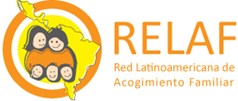 RELAF
Red Latinoamericana de
Acogimiento Familiar